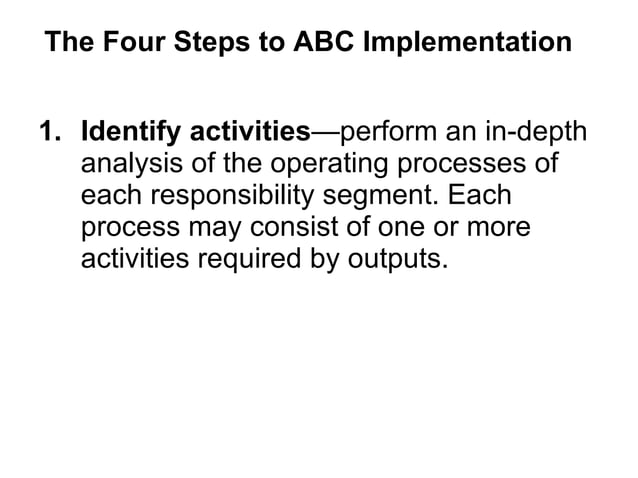 The Four Steps to ABC Implementation
1. Identify activities—perform an in-depth
analysis of the operating processes of
each responsibility segment. Each
process may consist of one or more
activities required by outputs.